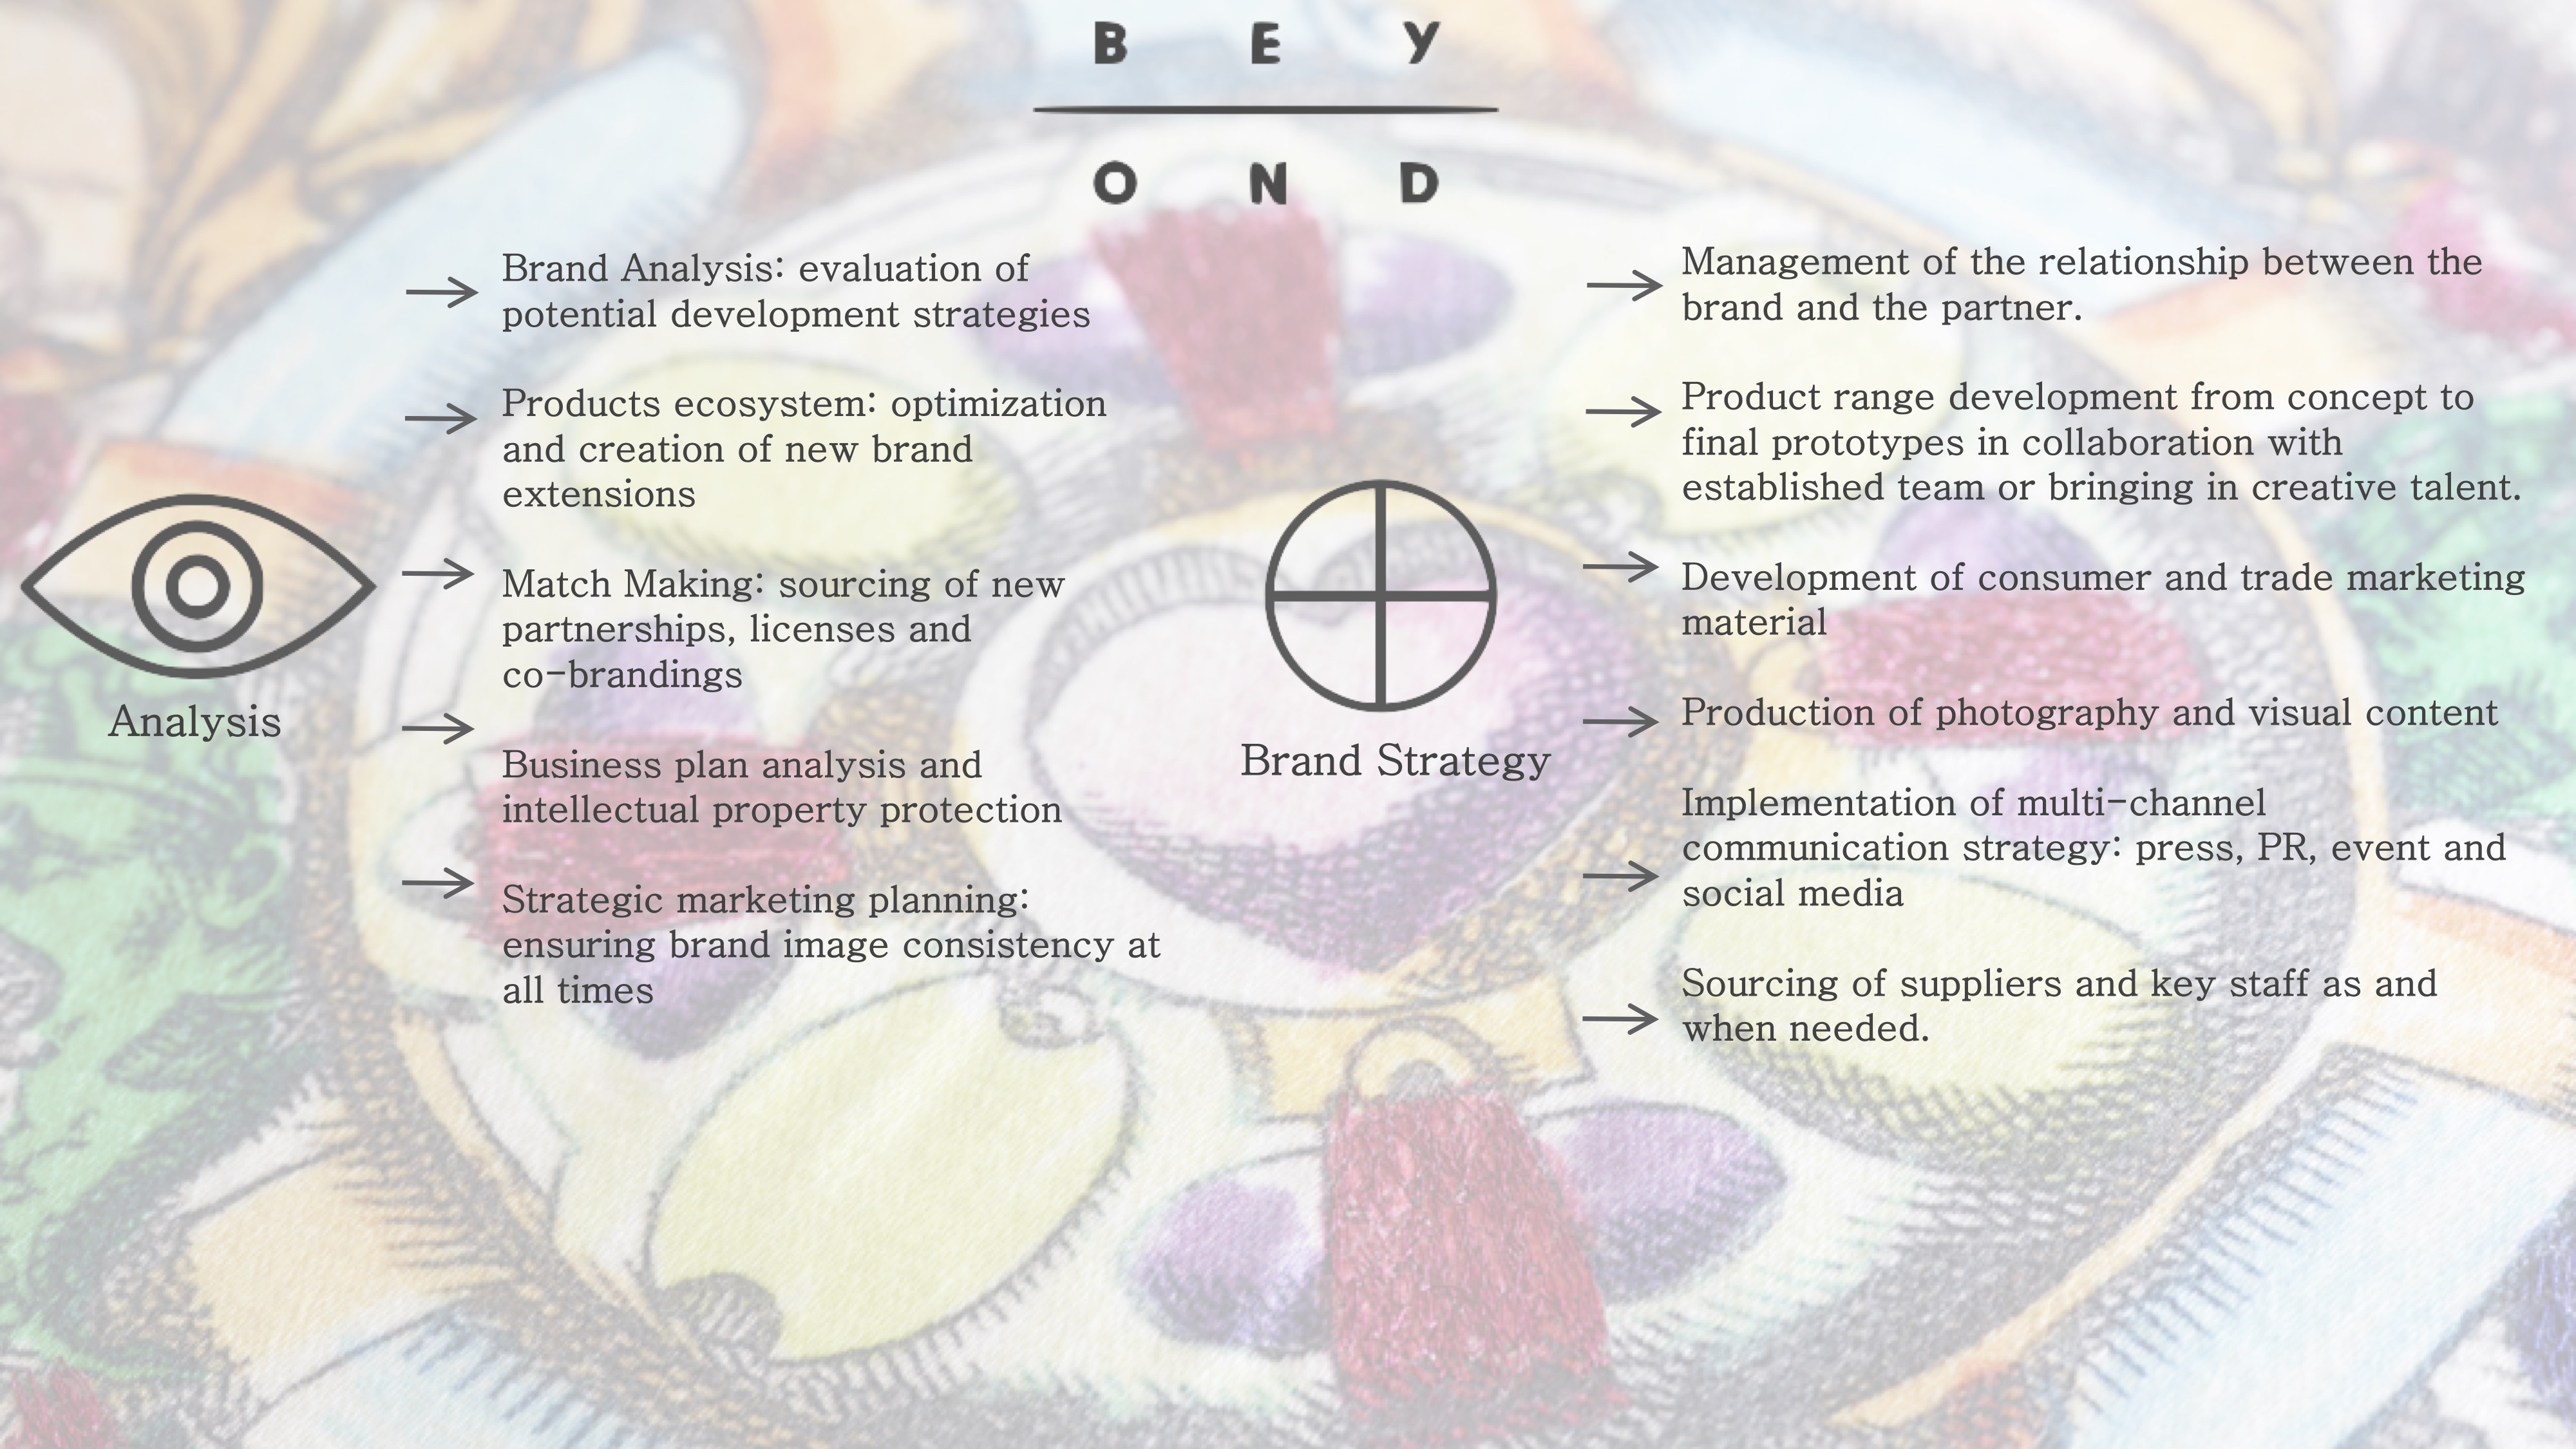 B E Y
O N D
Brand Analysis: evaluation of
potential development strategies
Products ecosystem: optimization
and creation of new brand
extensions
Match Making: sourcing of new
partnerships, licenses and
co-brandings
Business plan analysis and
intellectual property protection
Strategic marketing planning:
ensuring brand image consistency at
all times
Analysis
Management of the relationship between the
brand and the partner.
Product range development from concept to
final prototypes in collaboration with
established team or bringing in creative talent.
Development of consumer and trade marketing
material
Production of photography and visual content
Implementation of multi-channel
communication strategy: press, PR, event and
social media
Sourcing of suppliers and key staff as and
when needed.
Brand Strategy